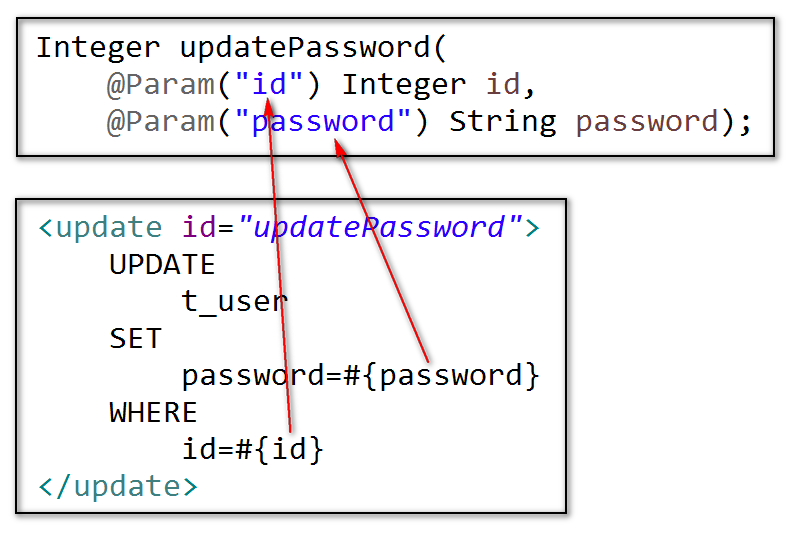 Integer updatePassword(
@Param("id") Integer id,
@Param("password") String password);
<update id="updatePassword">
UPDATE
t_user
SET
password=#{password}
WHERE
id=#{id}
</update>